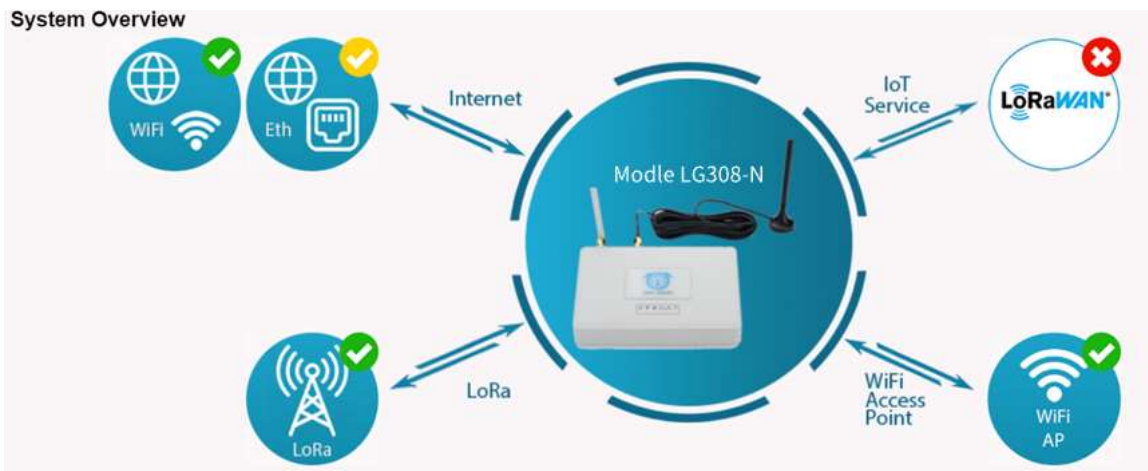 System Overview
WiFi
Eth
Internet
IoT
Service
LoRaWAN®
Modle LG308-N
LoRa
LoRa
WiFi
Access
Point
WiFi
AP